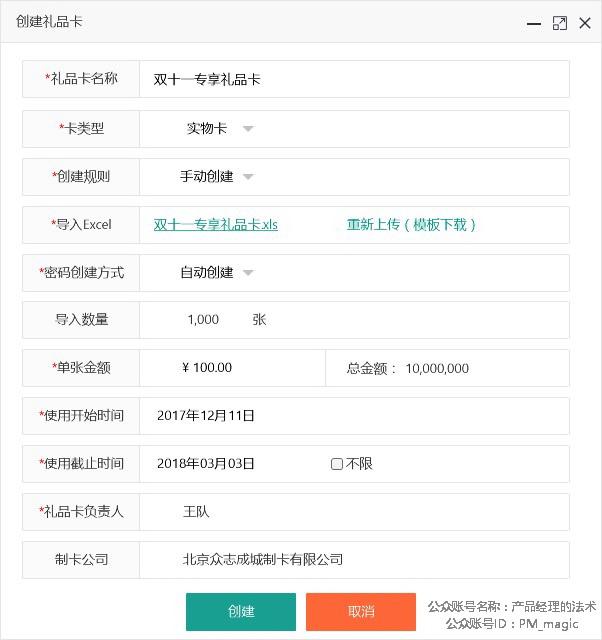 创建礼品卡
*礼品卡名称 双十一专享礼品卡
*卡类型 实物卡
*创建规则 手动创建
*导入Excel 双十一专享礼品卡.xls 重新上传（模板下载）
*密码创建方式 自动创建
导入数量 1,000 张
*单张金额 ¥ 100.00 总金额： 10,000,000
*使用开始时间 2017年12月11日
*使用截止时间 2018年03月03日 不限
*礼品卡负责人 王队
制卡公司 北京众志成城制卡有限公司
创建 取消
公众账号名称：产品经理的法术
公众账号ID：PM_magic